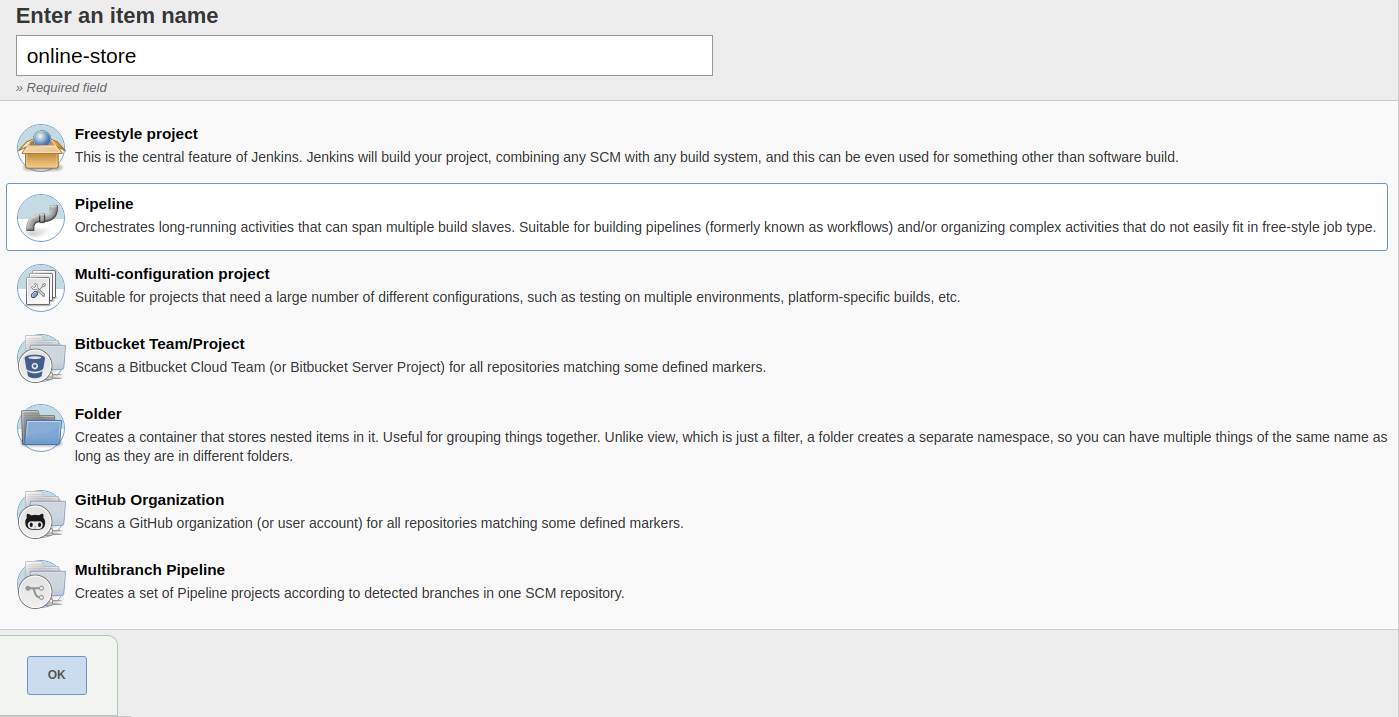 Enter an item name
online-store
» Required field
Freestyle project
This is the central feature of Jenkins. Jenkins will build your project, combining any SCM with any build system, and this can be even used for something other than software build.
Pipeline
Orchestrates long-running activities that can span multiple build slaves. Suitable for building pipelines (formerly known as workflows) and/or organizing complex activities that do not easily fit in free-style job type.
Multi-configuration project
Suitable for projects that need a large number of different configurations, such as testing on multiple environments, platform-specific builds, etc.
Bitbucket Team/Project
Scans a Bitbucket Cloud Team (or Bitbucket Server Project) for all repositories matching some defined markers.
Folder
Creates a container that stores nested items in it. Useful for grouping things together. Unlike view, which is just a filter, a folder creates a separate namespace, so you can have multiple things of the same name as
long as they are in different folders.
GitHub Organization
Scans a GitHub organization (or user account) for all repositories matching some defined markers.
Multibranch Pipeline
Creates a set of Pipeline projects according to detected branches in one SCM repository.
OK